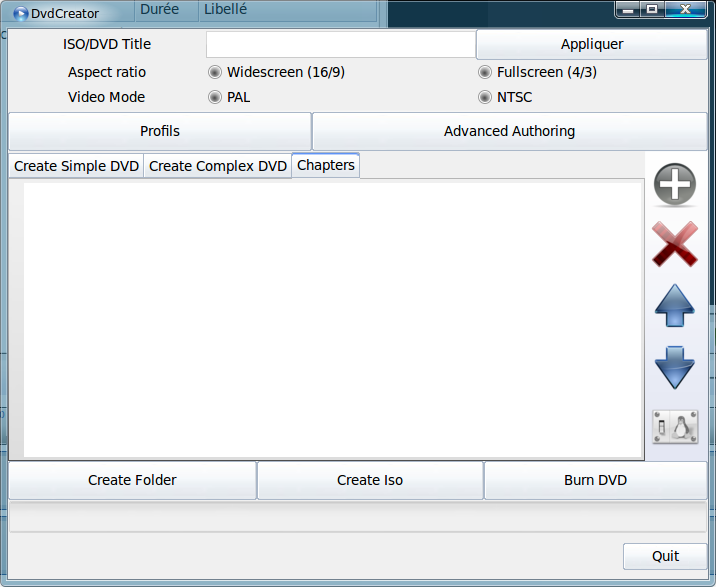 Durée Libellé
DvdCreator
ISO/DVD Title Appliquer
Aspect ratio Widescreen (16/9) Fullscreen (4/3)
Video Mode PAL NTSC
Profils Advanced Authoring
Create Simple DVD Create Complex DVD Chapters
Create Folder Create Iso Burn DVD
Quit